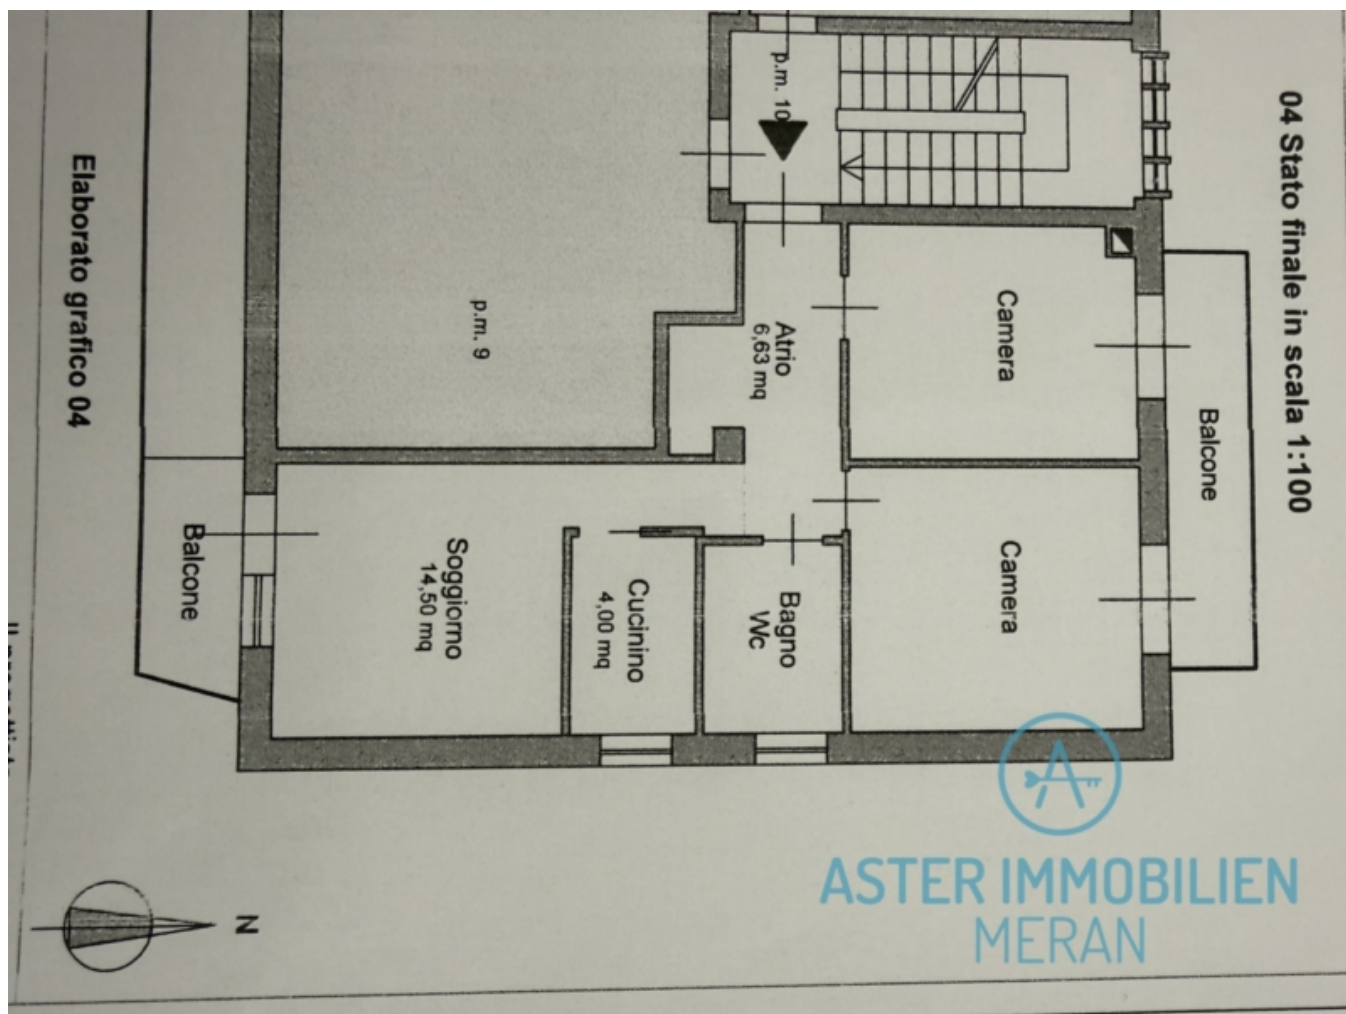 04 Stato finale in scala 1:100
p.m. 10
Camera
Balcone
Atrio
6,63 mq
p.m. 9
Camera
Bagno
Wc
Cucinino
4,00 mq
Soggiorno
14,50 mq
Balcone
Elaborato grafico 04
N
ASTER IMMOBILIEN
MERAN